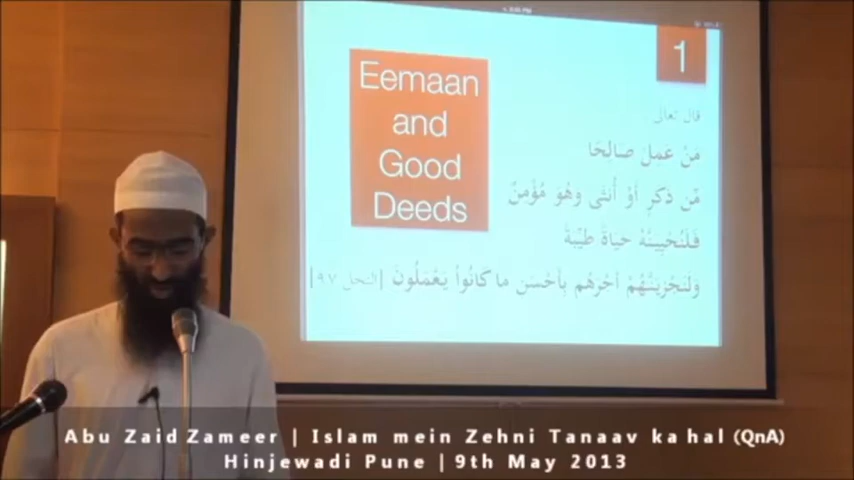 1
Eemaan
and
Good
Deeds
قال تعالى
مَنْ عَمِلَ صَالِحًا
مِّن ذَكَرٍ أَوْ أُنثَى وَهُوَ مُؤْمِنٌ
فَلَنُحْيِيَنَّهُ حَيَاةً طَيِّبَةً
وَلَنَجْزِيَنَّهُمْ أَجْرَهُم بِأَحْسَنِ مَا كَانُوا يَعْمَلُونَ [النحل ٩٧]
Abu Zaid Zameer | Islam mein Zehni Tanaav ka hal (QnA)
Hinjewadi Pune | 9th May 2013